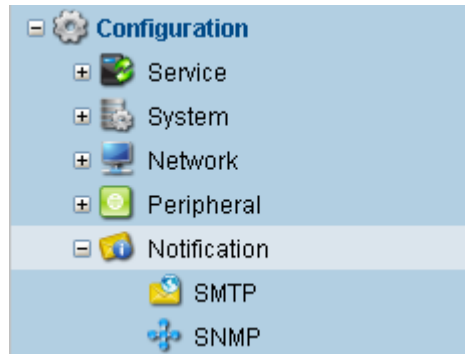 Configuration
Service
System
Network
Peripheral
Notification
SMTP
SNMP